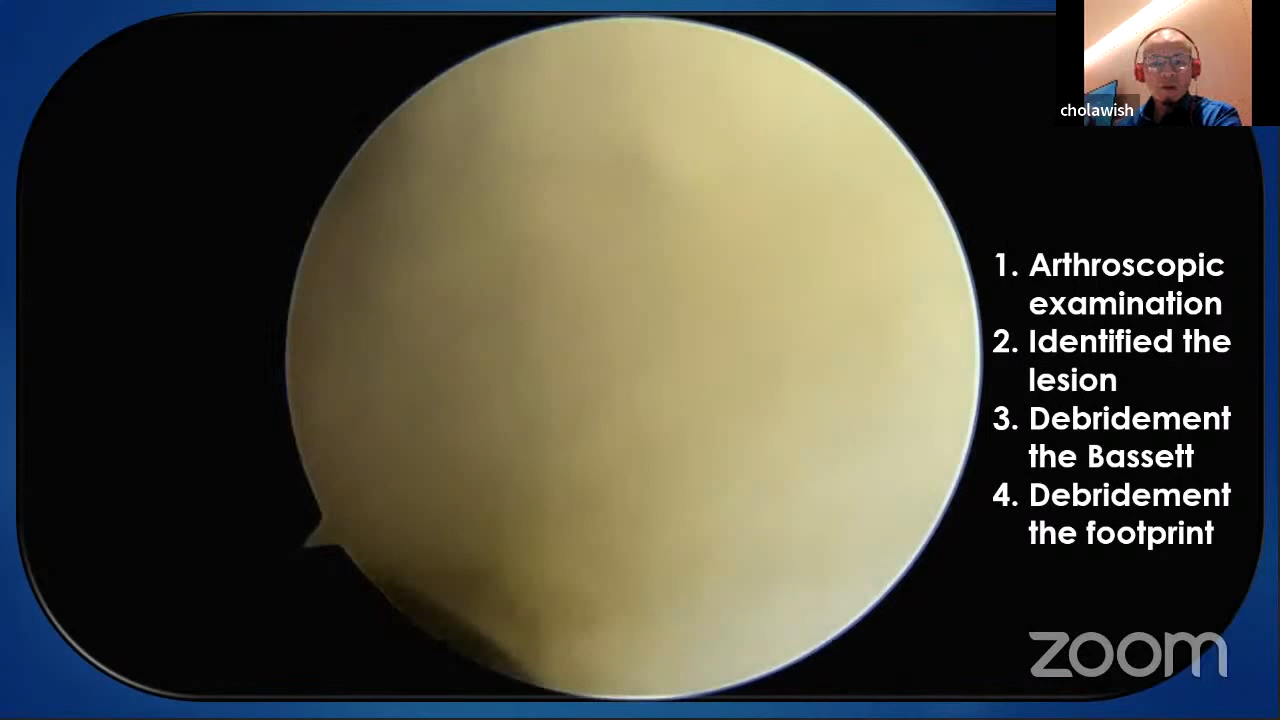 cholawish
1. Arthroscopic
examination
2. Identified the
lesion
3. Debridement
the Bassett
4. Debridement
the footprint
zoom